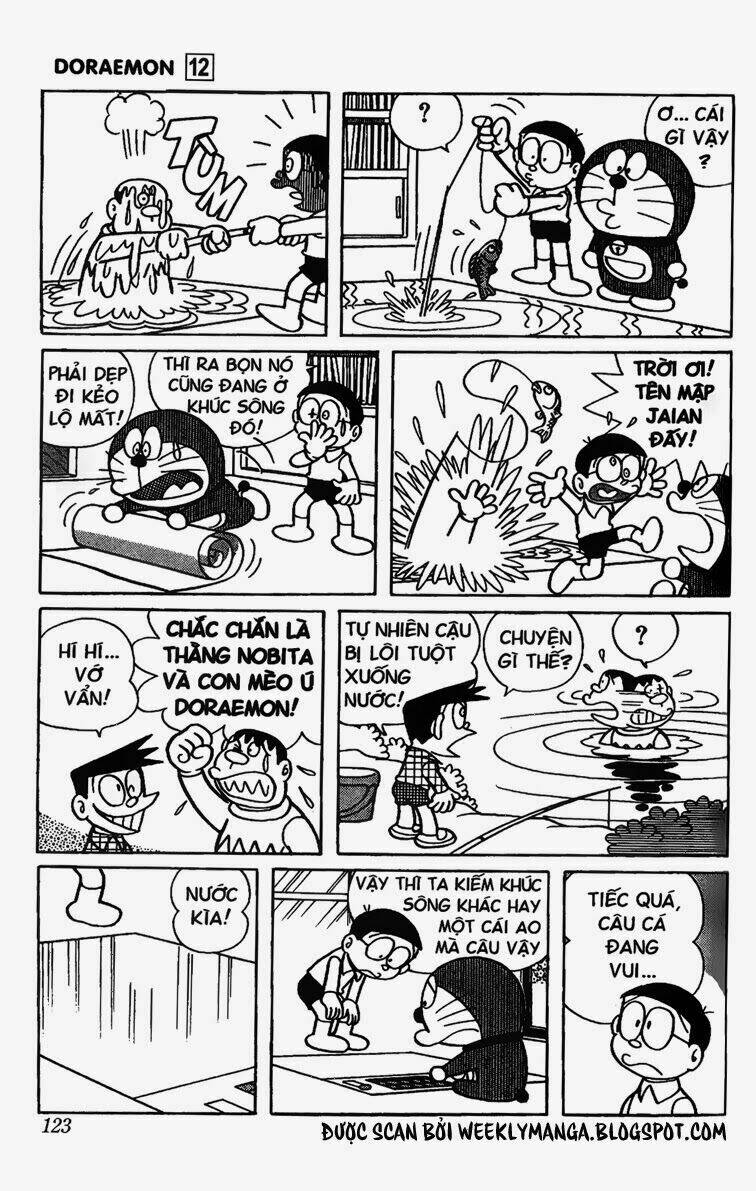 DORAEMON 12
Ơ... CÁI
GÌ VẬY
?
?
TÙM
TRỜI ƠI!
TÊN MẬP
JAIAN
ĐẤY!
THÌ RA BỌN NÓ
CŨNG ĐANG Ở
KHÚC SÔNG
ĐÓ!
PHẢI DẸP
ĐI KẺO
LỘ MẤT!
?
CHUYỆN
GÌ THẾ?
TỰ NHIÊN CẬU
BỊ LÔI TUỘT
XUỐNG
NƯỚC!
CHẮC CHẮN LÀ
THẰNG NOBITA
VÀ CON MÈO Ú
DORAEMON!
HÍ HÍ...
VỚ
VẨN!
TIẾC QUÁ,
CÂU CÁ
ĐANG
VUI...
VẬY THÌ TA KIẾM KHÚC
SÔNG KHÁC HAY
MỘT CÁI AO
MÀ CÂU VẬY
NƯỚC
KÌA!
123
ĐƯỢC SCAN BỞI WEEKLYMANGA.BLOGSPOT.COM